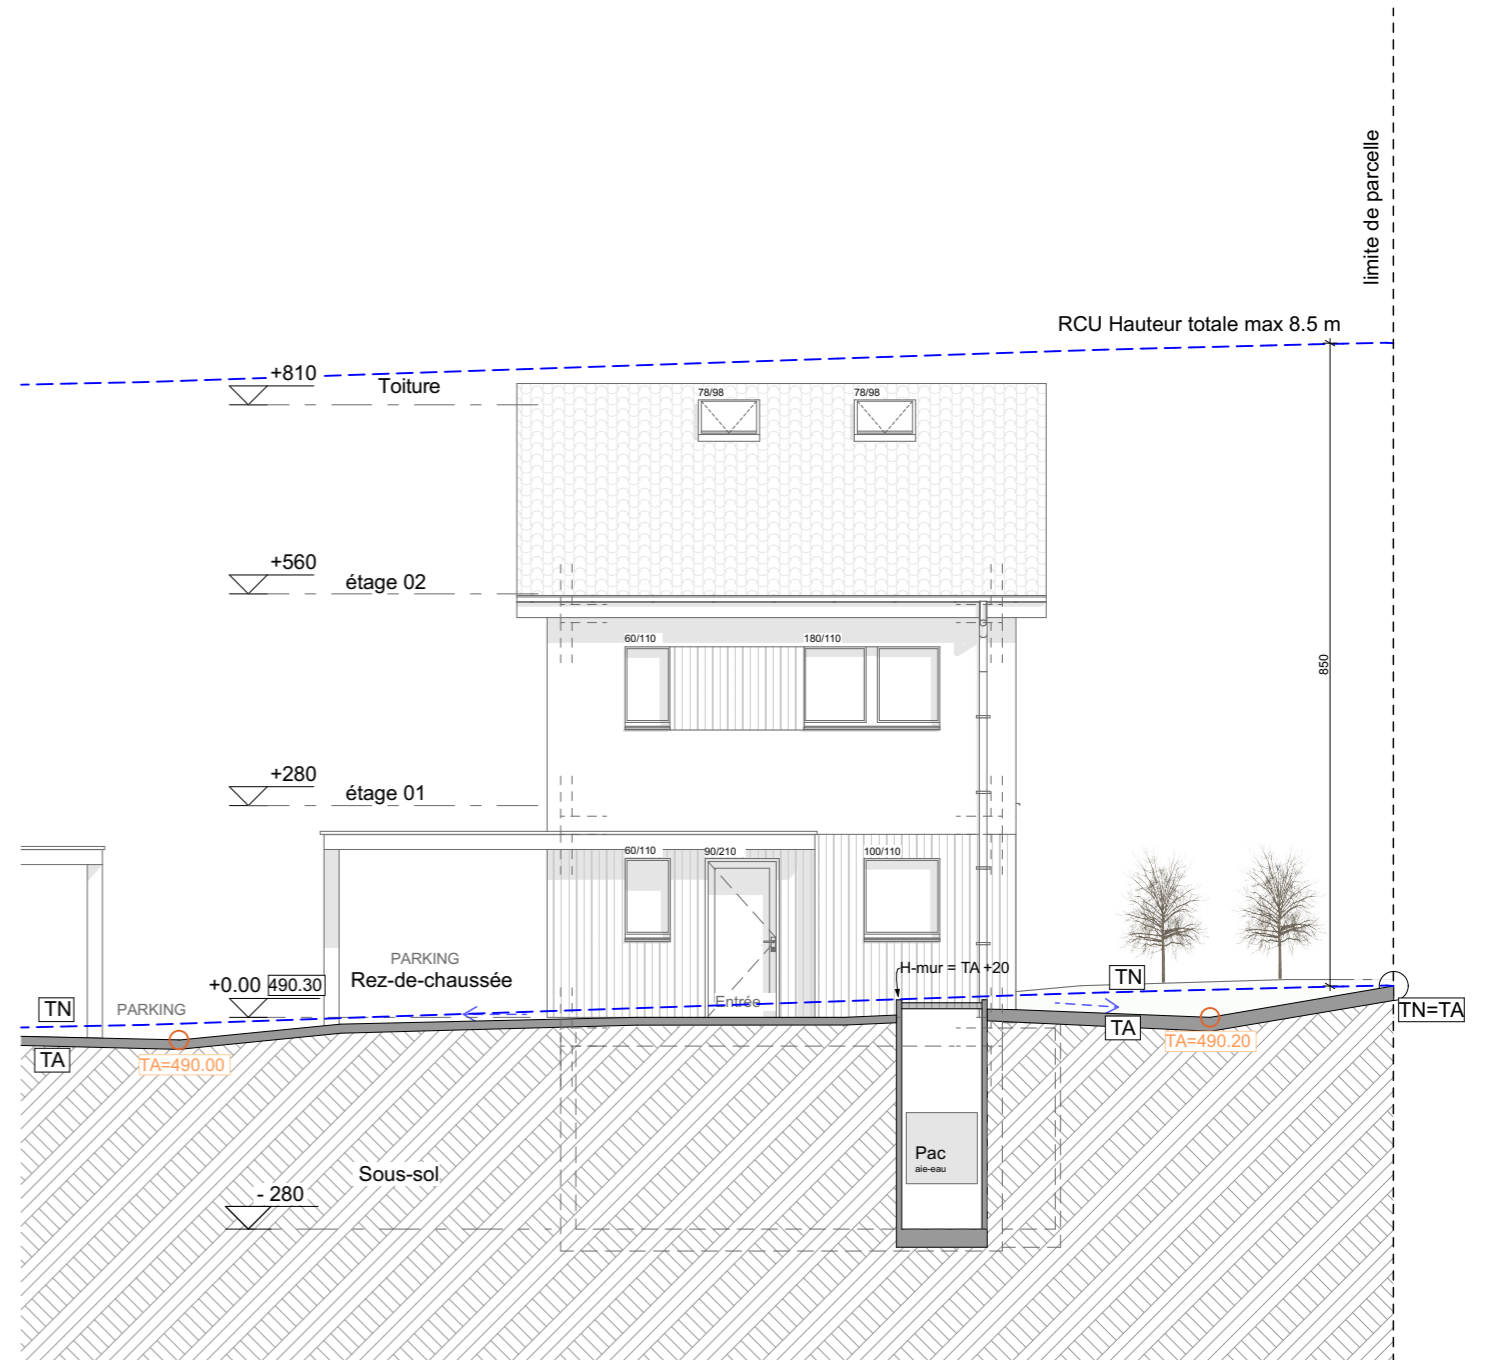 limite de parcelle
RCU Hauteur totale max 8.5 m
+810
Toiture
78/98
78/98
+560
étage 02
60/110
180/110
850
+280
étage 01
60/110
90/210
100/110
PARKING
H-mur = TA +20
TN
+0.00 490.30
Rez-de-chaussée
Entrée
TN
PARKING
TN=TA
TA
TA
TA=490.00
TA=490.20
Pac
aie-eau
Sous-sol
- 280